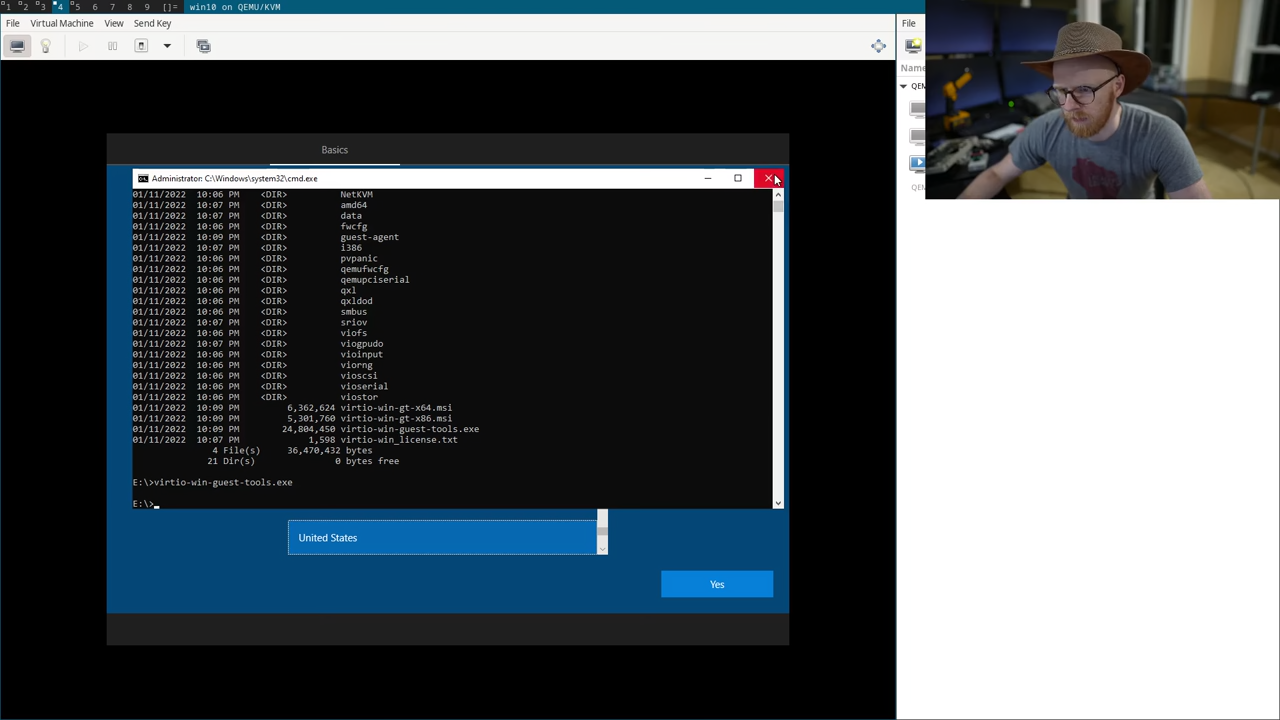 1 2 3 4 5 6 7 8 9 []= win10 on QEMU/KVM
File Virtual Machine View Send Key
File
Name
QEM
QEM
Basics
Administrator: C:\Windows\system32\cmd.exe
01/11/2022 10:06 PM <DIR> NetKVM
01/11/2022 10:07 PM <DIR> amd64
01/11/2022 10:07 PM <DIR> data
01/11/2022 10:06 PM <DIR> fwcfg
01/11/2022 10:09 PM <DIR> guest-agent
01/11/2022 10:07 PM <DIR> i386
01/11/2022 10:06 PM <DIR> pvpanic
01/11/2022 10:06 PM <DIR> qemufwcfg
01/11/2022 10:06 PM <DIR> qemupciserial
01/11/2022 10:06 PM <DIR> qxl
01/11/2022 10:06 PM <DIR> qxldod
01/11/2022 10:06 PM <DIR> smbus
01/11/2022 10:07 PM <DIR> sriov
01/11/2022 10:06 PM <DIR> viofs
01/11/2022 10:06 PM <DIR> viogpudo
01/11/2022 10:06 PM <DIR> vioinput
01/11/2022 10:06 PM <DIR> viorng
01/11/2022 10:06 PM <DIR> vioscsi
01/11/2022 10:06 PM <DIR> vioserial
01/11/2022 10:06 PM <DIR> viostor
01/11/2022 10:09 PM 6,362,624 virtio-win-gt-x64.msi
01/11/2022 10:09 PM 5,301,760 virtio-win-gt-x86.msi
01/11/2022 10:09 PM 24,804,450 virtio-win-guest-tools.exe
01/11/2022 10:07 PM 1,598 virtio-win_license.txt
4 File(s) 36,470,432 bytes
21 Dir(s) 0 bytes free
E:\>virtio-win-guest-tools.exe
E:\>
United States
Yes